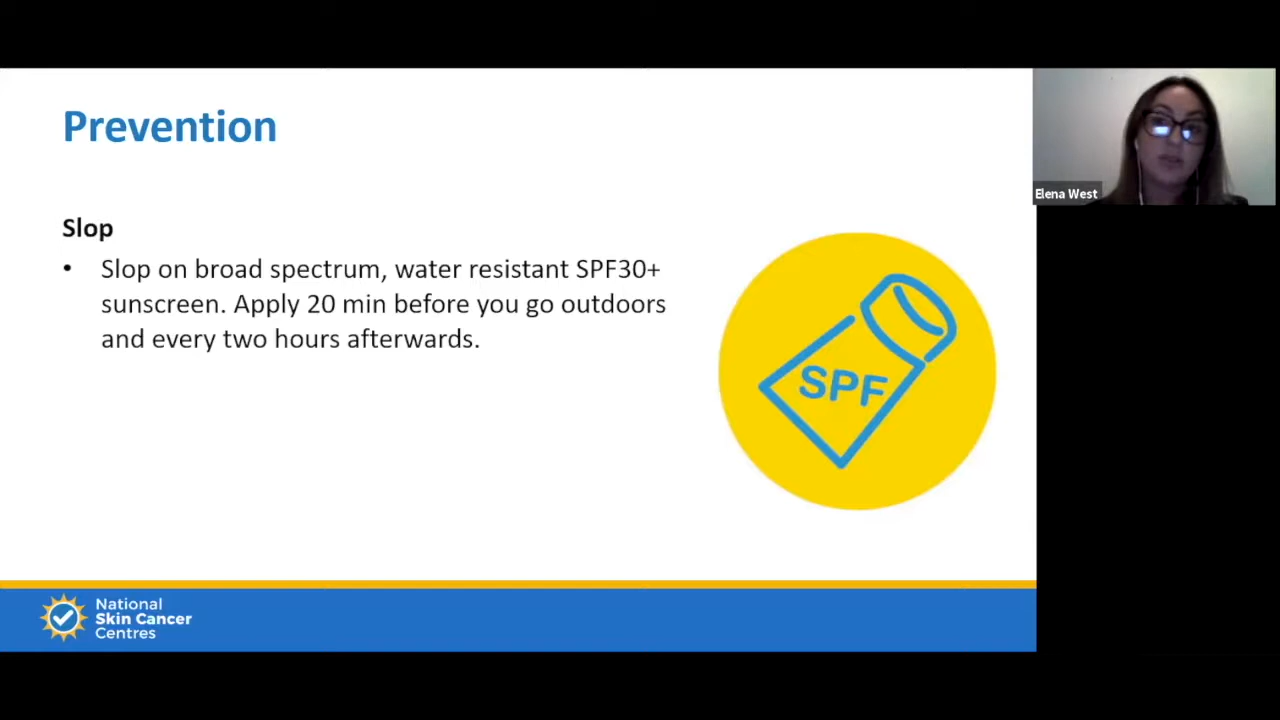 Prevention
Elena West
Slop
• Slop on broad spectrum, water resistant SPF30+
sunscreen. Apply 20 min before you go outdoors
and every two hours afterwards.
SPF
National
Skin Cancer
Centres